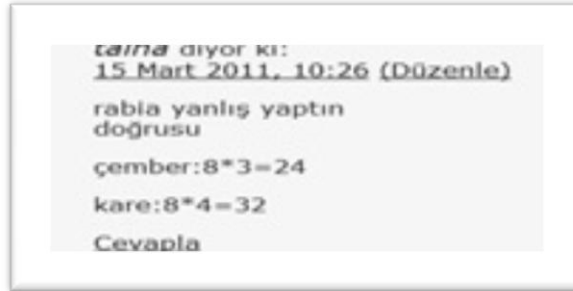 talha diyor ki:
15 Mart 2011, 10:26 (Düzenle)
rabia yanlış yaptın
doğrusu
çember:8*3=24
kare:8*4=32
Cevapla